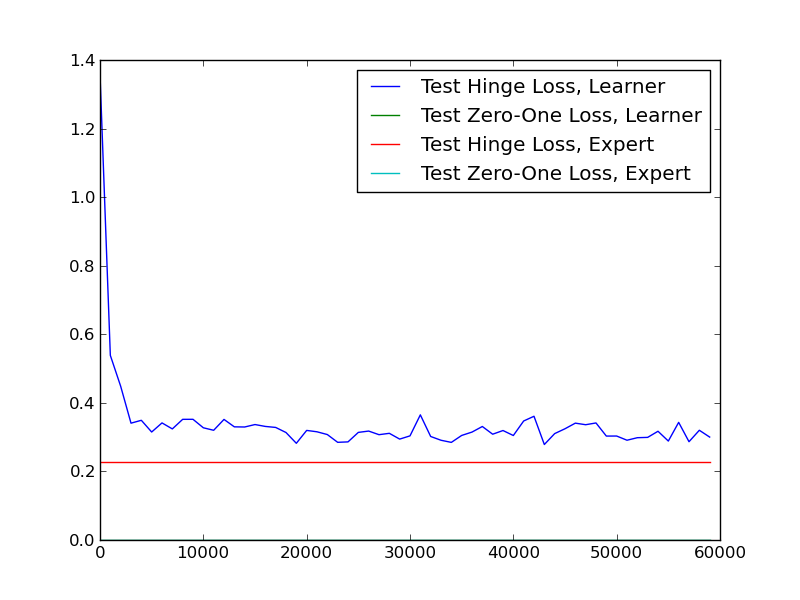 1.4
1.2
1.0
0.8
0.6
0.4
0.2
0.0
Test Hinge Loss, Learner
Test Zero-One Loss, Learner
Test Hinge Loss, Expert
Test Zero-One Loss, Expert
0 10000 20000 30000 40000 50000 60000